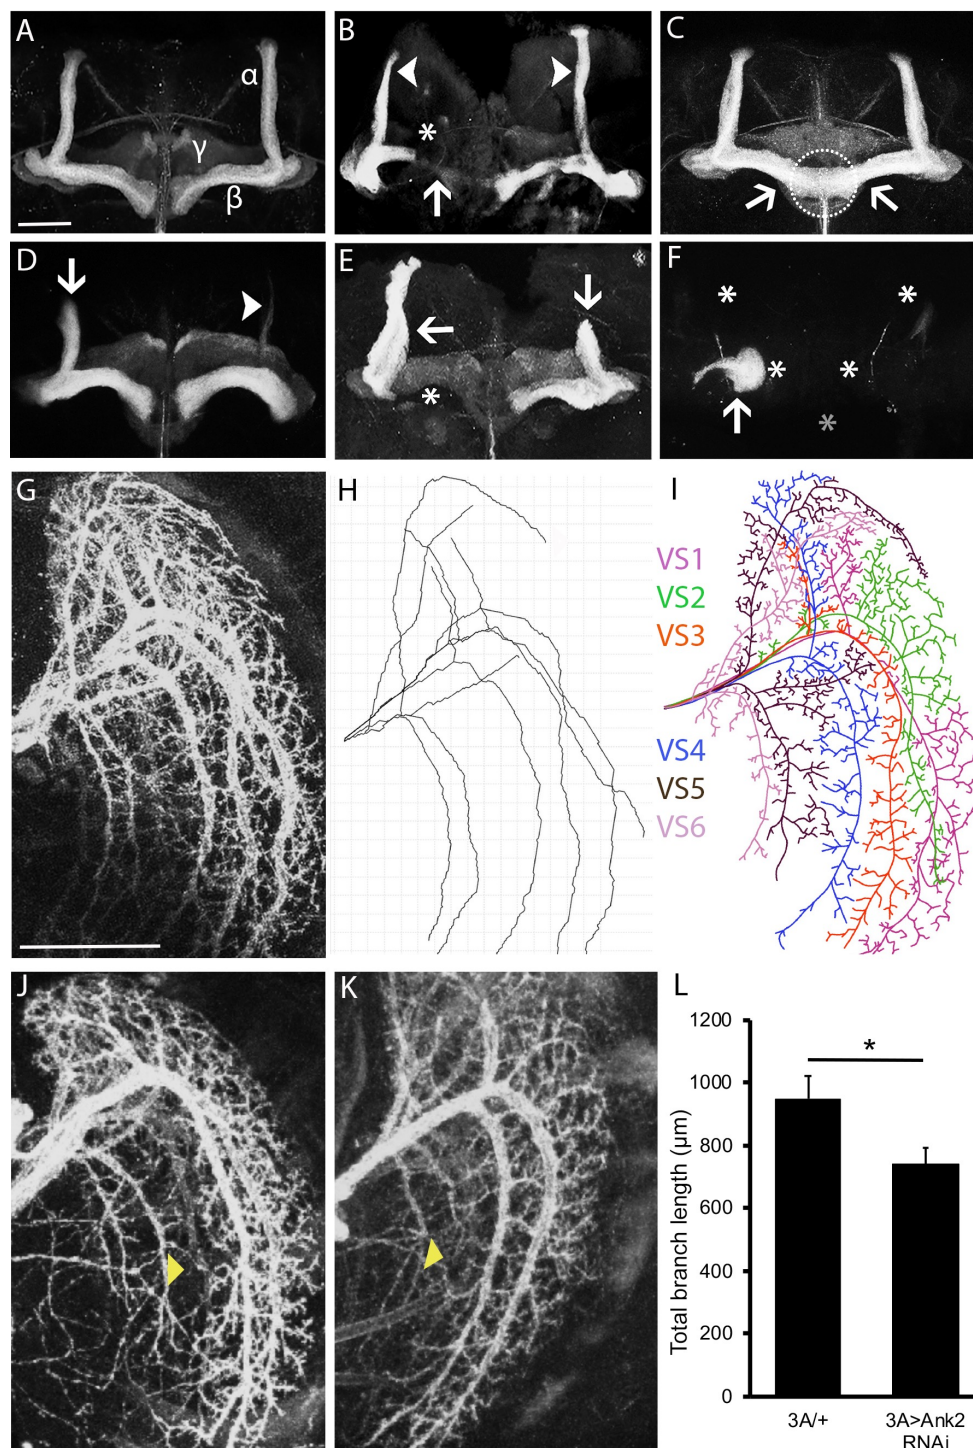 A
α
γ
β
B
*
C
D
E
*
F
*
*
*
*
*
G
H
I
VS1
VS2
VS3
VS4
VS5
VS6
J
K
L
Total branch length (μm)
1200
1000
800
600
400
200
0
*
3A/+
3A>Ank2
RNAi